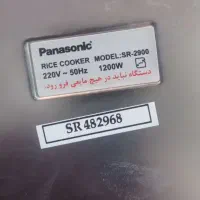 Panasonic
RICE COOKER MODEL:SR-2900
220V ~ 50Hz 1200W
دستگاه نباید در هیچ مایعی فرو رود.
SR 482968